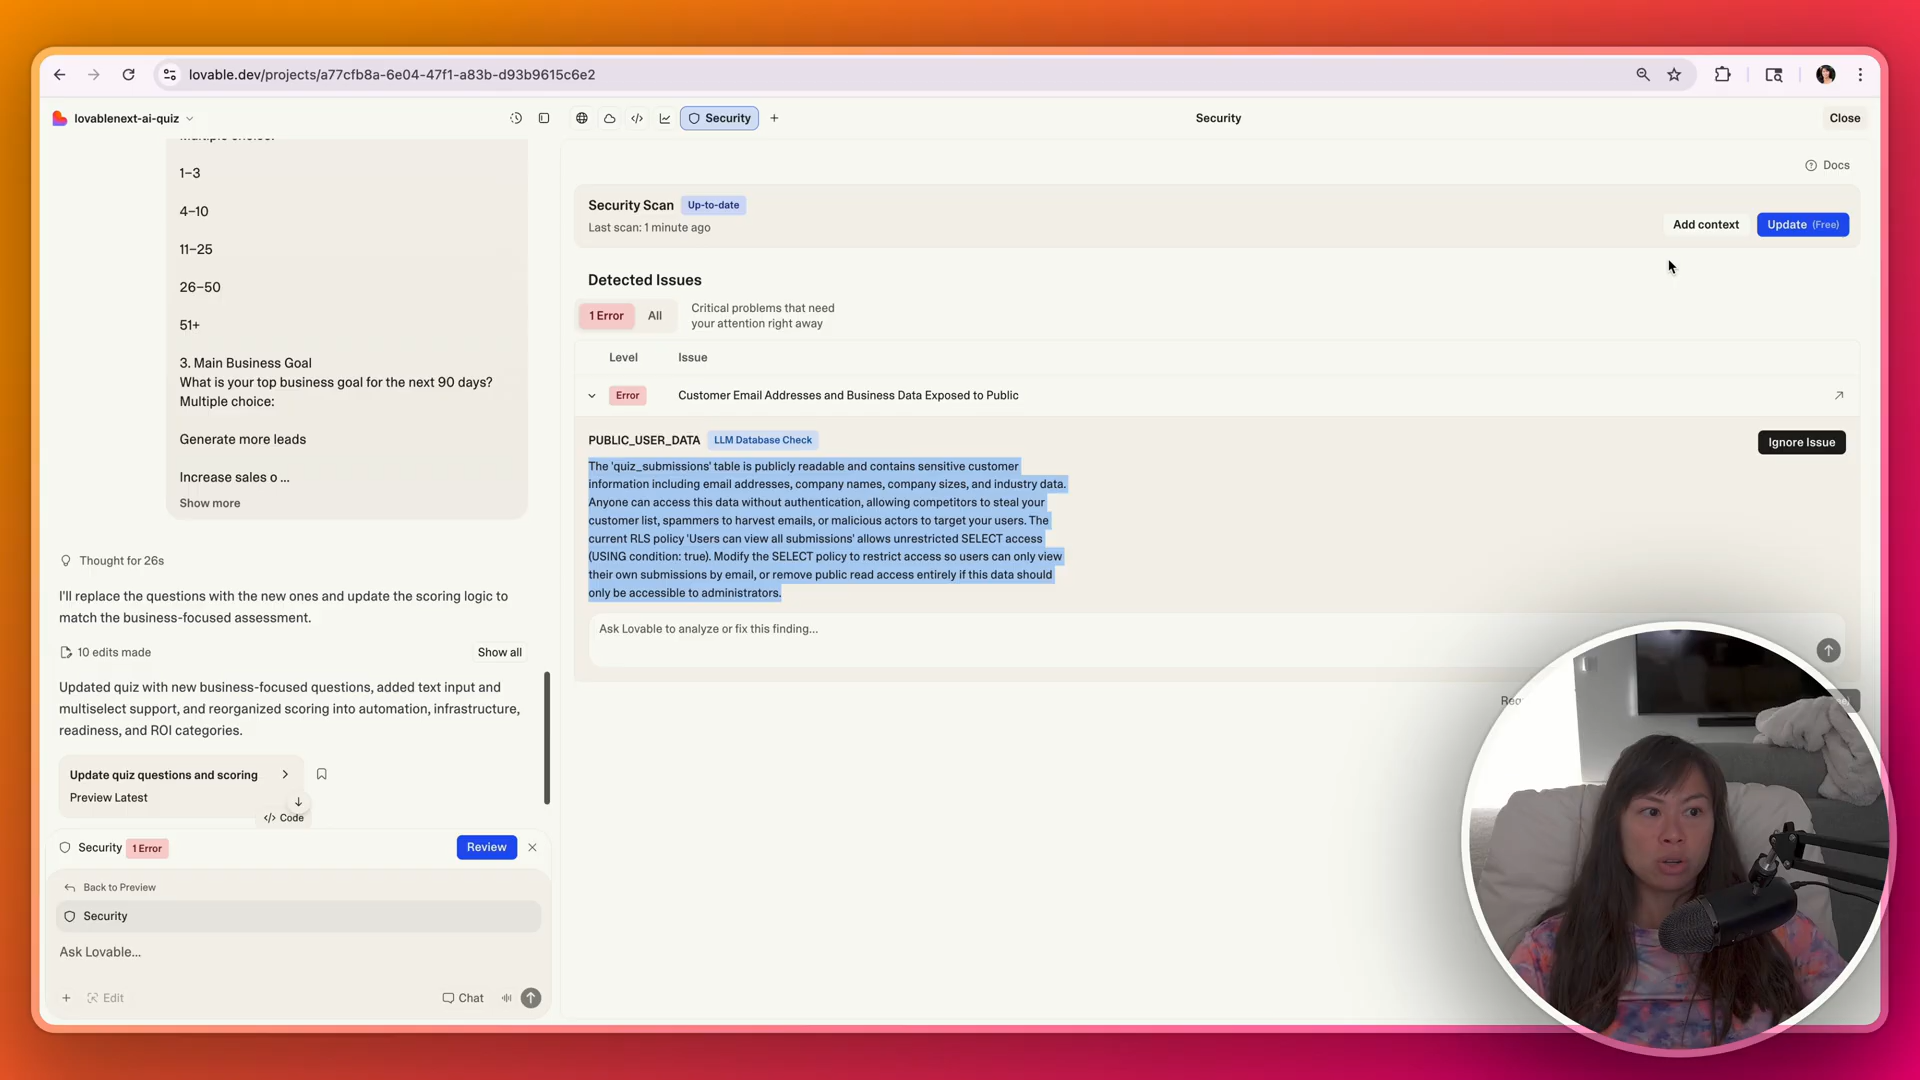 lovable.dev/projects/a77cfb8a-6e04-47f1-a83b-d93b9615c6e2
lovablenext-ai-quiz
Security
Security
Close
1–3
4–10
11–25
26–50
51+
3. Main Business Goal
What is your top business goal for the next 90 days?
Multiple choice:
Generate more leads
Increase sales o ...
Show more
Thought for 26s
I'll replace the questions with the new ones and update the scoring logic to
match the business-focused assessment.
10 edits made
Show all
Updated quiz with new business-focused questions, added text input and
multiselect support, and reorganized scoring into automation, infrastructure,
readiness, and ROI categories.
Update quiz questions and scoring
Preview Latest
Code
Security 1 Error
Review
Back to Preview
Security
Ask Lovable...
Edit
Chat
Docs
Security Scan Up-to-date
Last scan: 1 minute ago
Add context
Update (Free)
Detected Issues
1 Error
All
Critical problems that need
your attention right away
Level
Issue
Error
Customer Email Addresses and Business Data Exposed to Public
PUBLIC_USER_DATA LLM Database Check
Ignore Issue
The 'quiz_submissions' table is publicly readable and contains sensitive customer
information including email addresses, company names, company sizes, and industry data.
Anyone can access this data without authentication, allowing competitors to steal your
customer list, spammers to harvest emails, or malicious actors to target your users. The
current RLS policy 'Users can view all submissions' allows unrestricted SELECT access
(USING condition: true). Modify the SELECT policy to restrict access so users can only view
their own submissions by email, or remove public read access entirely if this data should
only be accessible to administrators.
Ask Lovable to analyze or fix this finding...